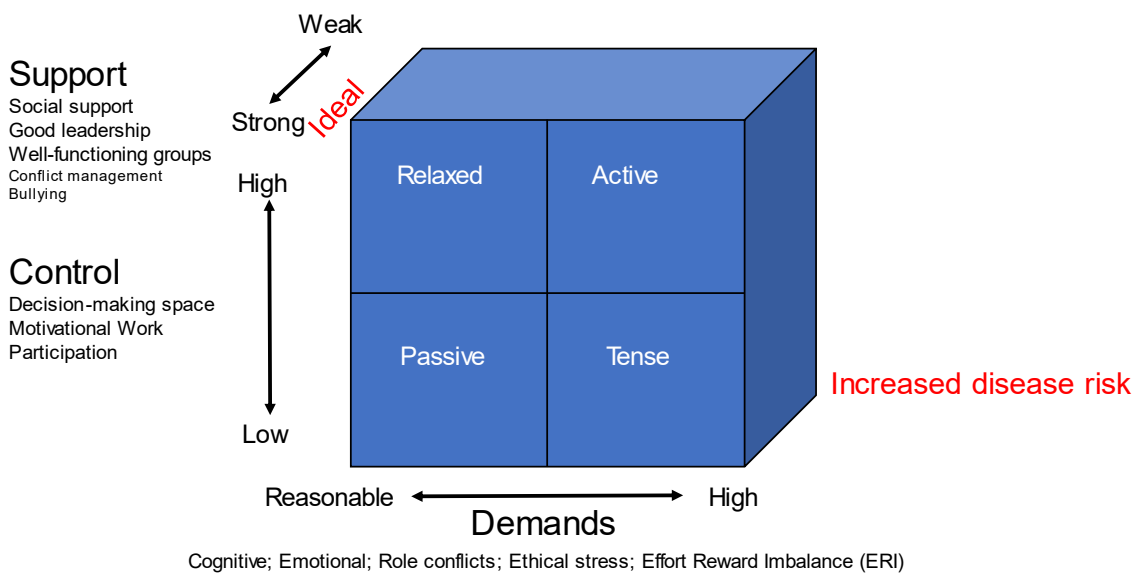 Weak
Support
Social support
Good leadership
Well-functioning groups
Conflict management
Bullying
Strong
Ideal
High
Relaxed
Active
Control
Decision-making space
Motivational Work
Participation
Passive
Tense
Increased disease risk
Low
Reasonable
High
Demands
Cognitive; Emotional; Role conflicts; Ethical stress; Effort Reward Imbalance (ERI)